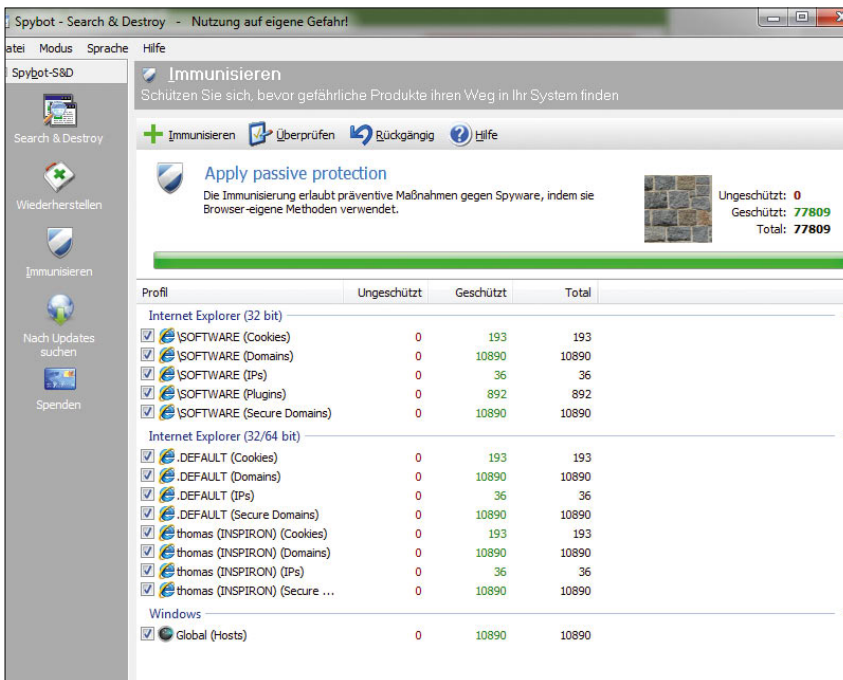 Spybot - Search & Destroy - Nutzung auf eigene Gefahr!
atei Modus Sprache Hilfe
Spybot-S&D
Search & Destroy
Wiederherstellen
Immunisieren
Nach Updates
suchen
Spenden
Immunisieren
Schützen Sie sich, bevor gefährliche Produkte ihren Weg in Ihr System finden
Immunisieren Überprüfen Rückgängig Hilfe
Apply passive protection
Die Immunisierung erlaubt präventive Maßnahmen gegen Spyware, indem sie
Browser-eigene Methoden verwendet.
Ungeschützt: 0
Geschützt: 77809
Total: 77809
Profil Ungeschützt Geschützt Total
Internet Explorer (32 bit)
\SOFTWARE (Cookies) 0 193 193
\SOFTWARE (Domains) 0 10890 10890
\SOFTWARE (IPs) 0 36 36
\SOFTWARE (Plugins) 0 892 892
\SOFTWARE (Secure Domains) 0 10890 10890
Internet Explorer (32/64 bit)
.DEFAULT (Cookies) 0 193 193
.DEFAULT (Domains) 0 10890 10890
.DEFAULT (IPs) 0 36 36
.DEFAULT (Secure Domains) 0 10890 10890
thomas (INSPIRON) (Cookies) 0 193 193
thomas (INSPIRON) (Domains) 0 10890 10890
thomas (INSPIRON) (IPs) 0 36 36
thomas (INSPIRON) (Secure ... 0 10890 10890
Windows
Global (Hosts) 0 10890 10890